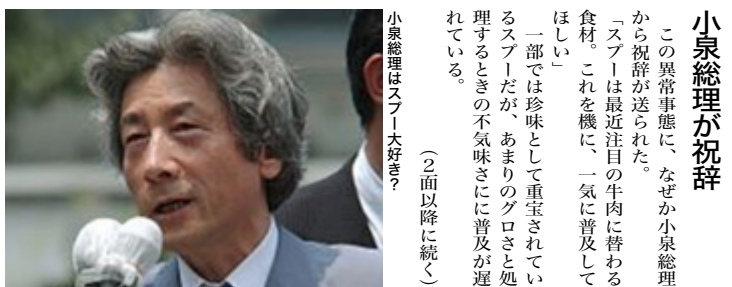 小泉総理が祝辞
この異常事態に、なぜか小泉総理
から祝辞が送られた。
「スプーは最近注目の牛肉に替わる
食材。これを機に、一気に普及して
ほしい」
一部では珍味として重宝されてい
るスプーだが、あまりのグロさと処
理するときの不気味さにに普及が遅
れている。
（２面以降に続く）
小泉総理はスプー大好き？